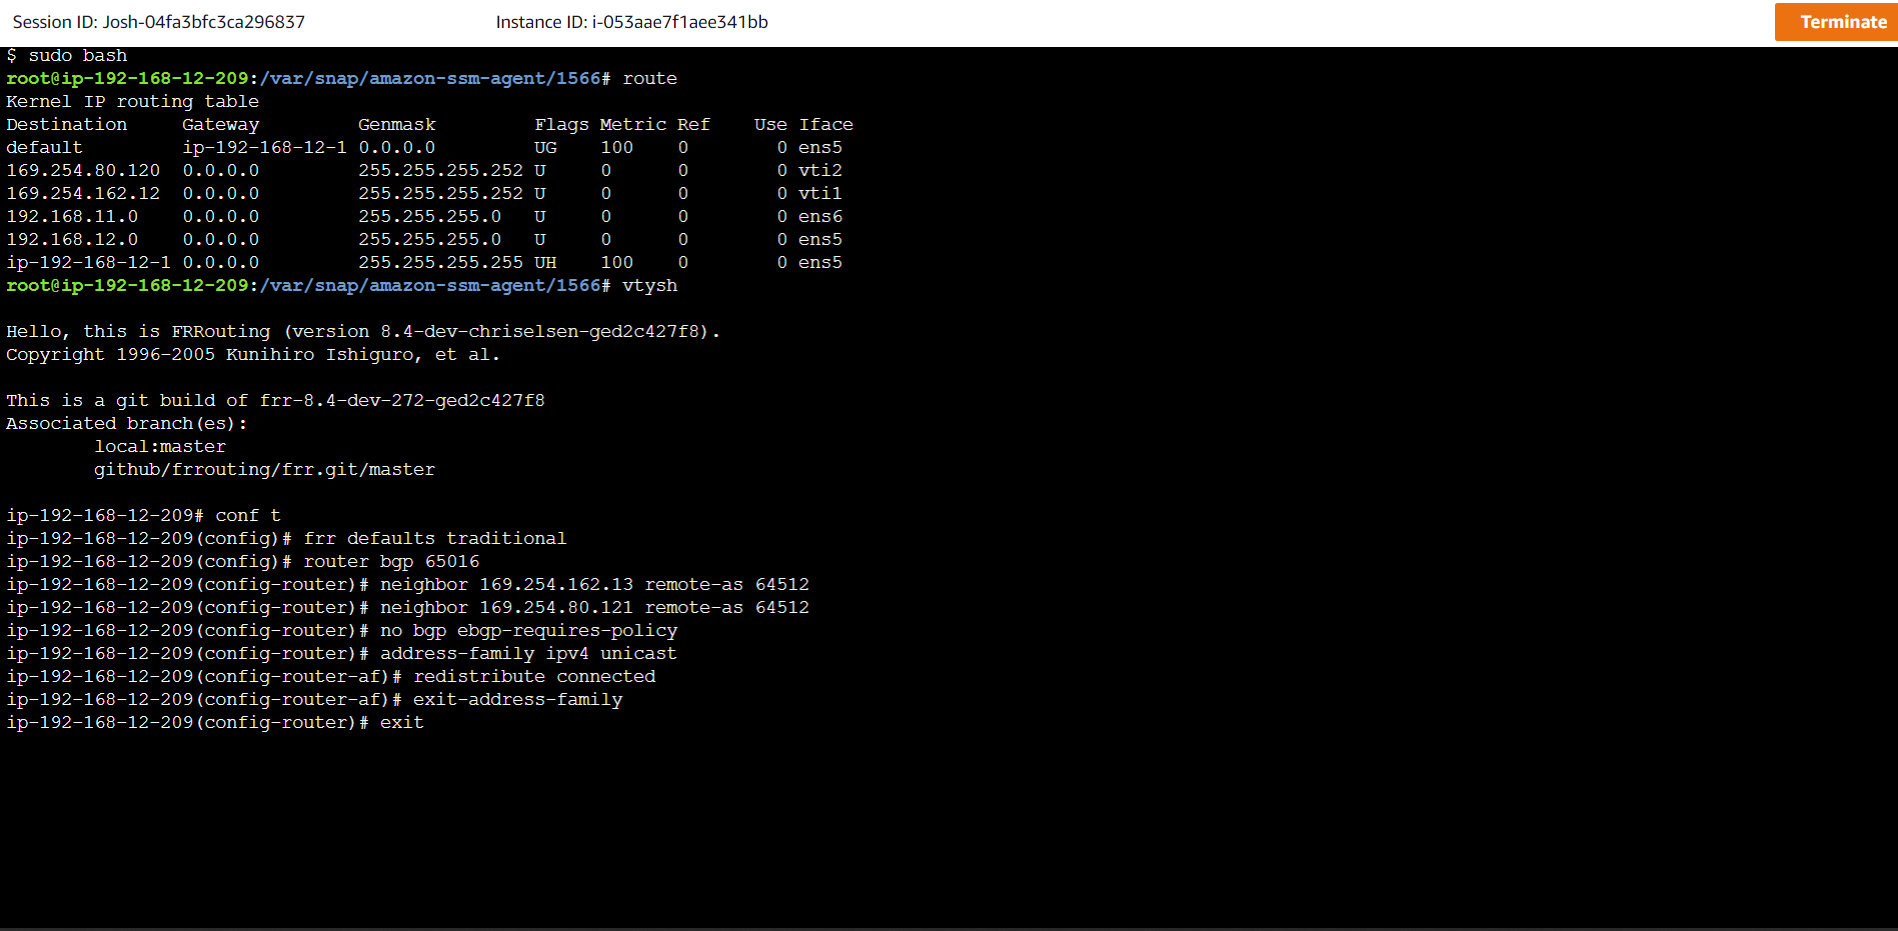 Session ID: Josh-04fa3bfc3ca296837 Instance ID: i-053aae7f1aee341bb Terminate
$ sudo bash
root@ip-192-168-12-209:/var/snap/amazon-ssm-agent/1566# route
Kernel IP routing table
Destination     Gateway         Genmask         Flags Metric Ref    Use Iface
default         ip-192-168-12-1 0.0.0.0         UG    100    0        0 ens5
169.254.80.120  0.0.0.0         255.255.255.252 U     0      0        0 vti2
169.254.162.12  0.0.0.0         255.255.255.252 U     0      0        0 vti1
192.168.11.0    0.0.0.0         255.255.255.0   U     0      0        0 ens6
192.168.12.0    0.0.0.0         255.255.255.0   U     0      0        0 ens5
ip-192-168-12-1 0.0.0.0         255.255.255.255 UH    100    0        0 ens5
root@ip-192-168-12-209:/var/snap/amazon-ssm-agent/1566# vtysh
Hello, this is FRRouting (version 8.4-dev-chriselsen-ged2c427f8).
Copyright 1996-2005 Kunihiro Ishiguro, et al.
This is a git build of frr-8.4-dev-272-ged2c427f8
Associated branch(es):
        local:master
        github/frrouting/frr.git/master
ip-192-168-12-209# conf t
ip-192-168-12-209(config)# frr defaults traditional
ip-192-168-12-209(config)# router bgp 65016
ip-192-168-12-209(config-router)# neighbor 169.254.162.13 remote-as 64512
ip-192-168-12-209(config-router)# neighbor 169.254.80.121 remote-as 64512
ip-192-168-12-209(config-router)# no bgp ebgp-requires-policy
ip-192-168-12-209(config-router)# address-family ipv4 unicast
ip-192-168-12-209(config-router-af)# redistribute connected
ip-192-168-12-209(config-router-af)# exit-address-family
ip-192-168-12-209(config-router)# exit